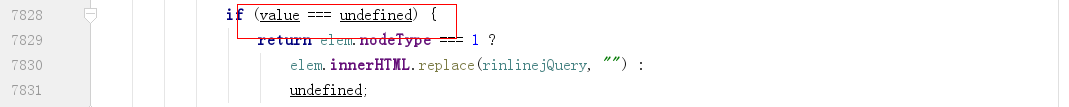 7828 if (value === undefined) {
7829 return elem.nodeType === 1 ?
7830 elem.innerHTML.replace(rinlinejQuery, "") :
7831 undefined;